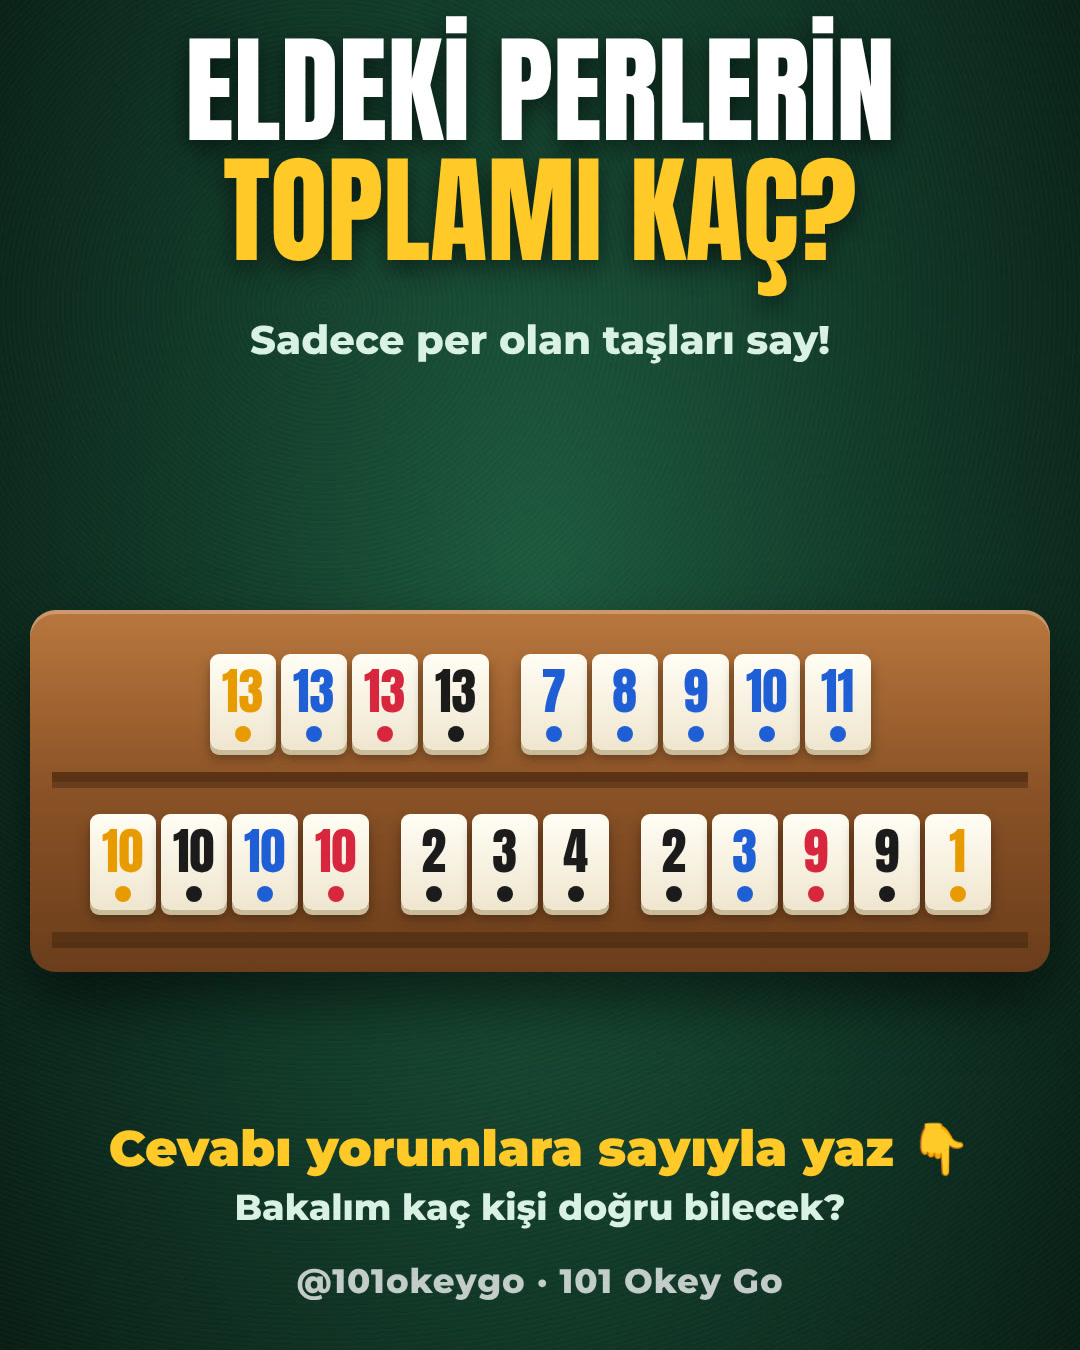 ELDEKİ PERLERİN
TOPLAMI KAÇ?
Sadece per olan taşları say!
13 13 13 13 7 8 9 10 11
10 10 10 10 2 3 4 2 3 9 9 1
Cevabı yorumlara sayıyla yaz 👇
Bakalım kaç kişi doğru bilecek?
@101okeygo · 101 Okey Go